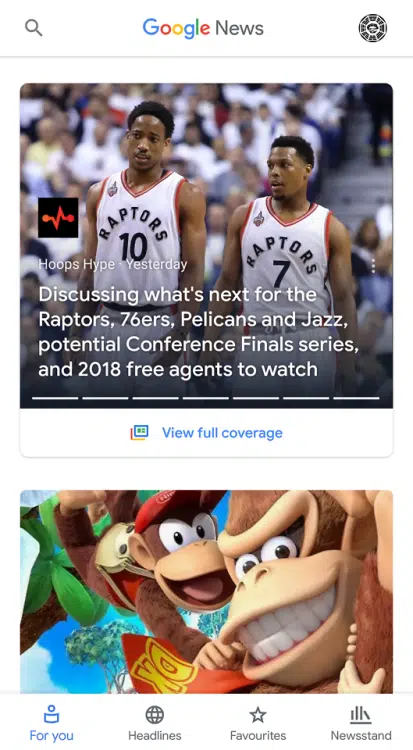 Google News
RAPTORS
10
RAPTORS
7
Hoops Hype · Yesterday
Discussing what's next for the
Raptors, 76ers, Pelicans and Jazz,
potential Conference Finals series,
and 2018 free agents to watch
View full coverage
DK
For you
Headlines
Favourites
Newsstand